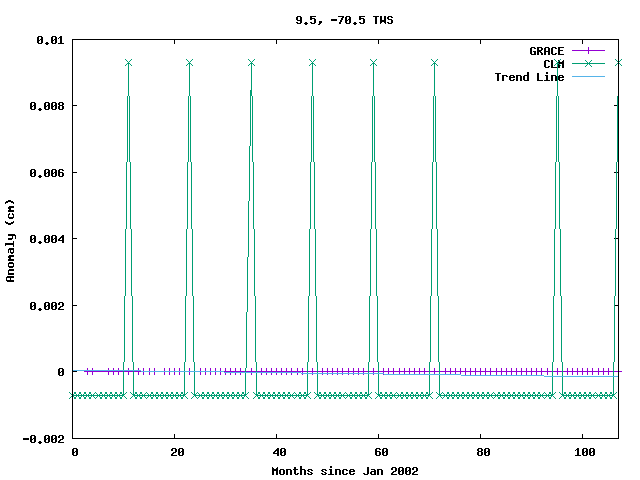 9.5, -70.5 TWS
GRACE
CLM
Trend Line
0.01
0.008
0.006
0.004
0.002
0
-0.002
Anomaly (cm)
0 20 40 60 80 100
Months since Jan 2002